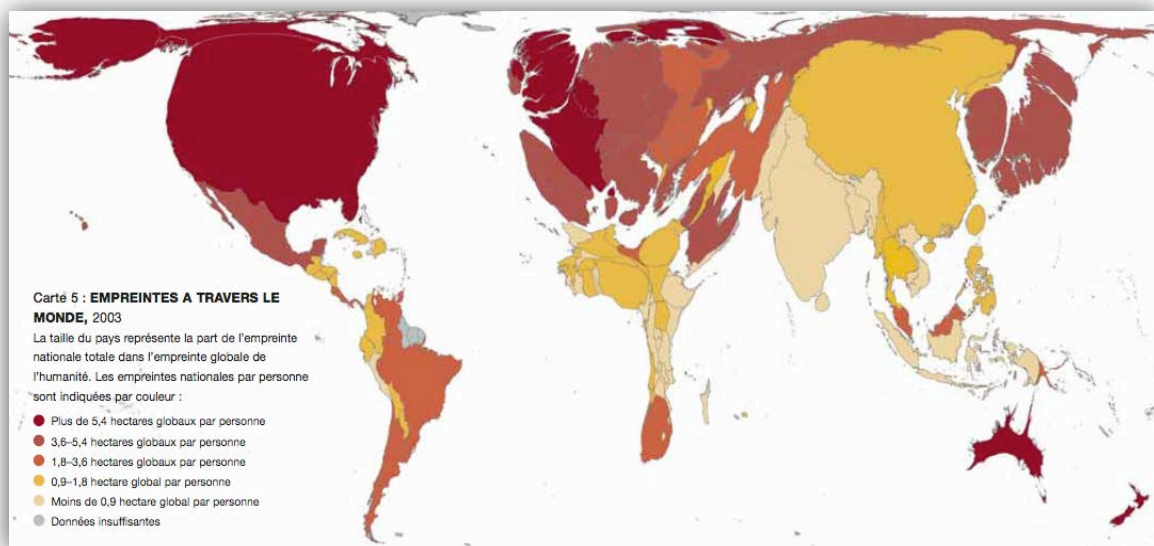 Carte 5 : EMPREINTES A TRAVERS LE
MONDE, 2003
La taille du pays représente la part de l'empreinte
nationale totale dans l'empreinte globale de
l'humanité. Les empreintes nationales par personne
sont indiquées par couleur :
Plus de 5,4 hectares globaux par personne
3,6–5,4 hectares globaux par personne
1,8–3,6 hectares globaux par personne
0,9–1,8 hectare global par personne
Moins de 0,9 hectare global par personne
Données insuffisantes